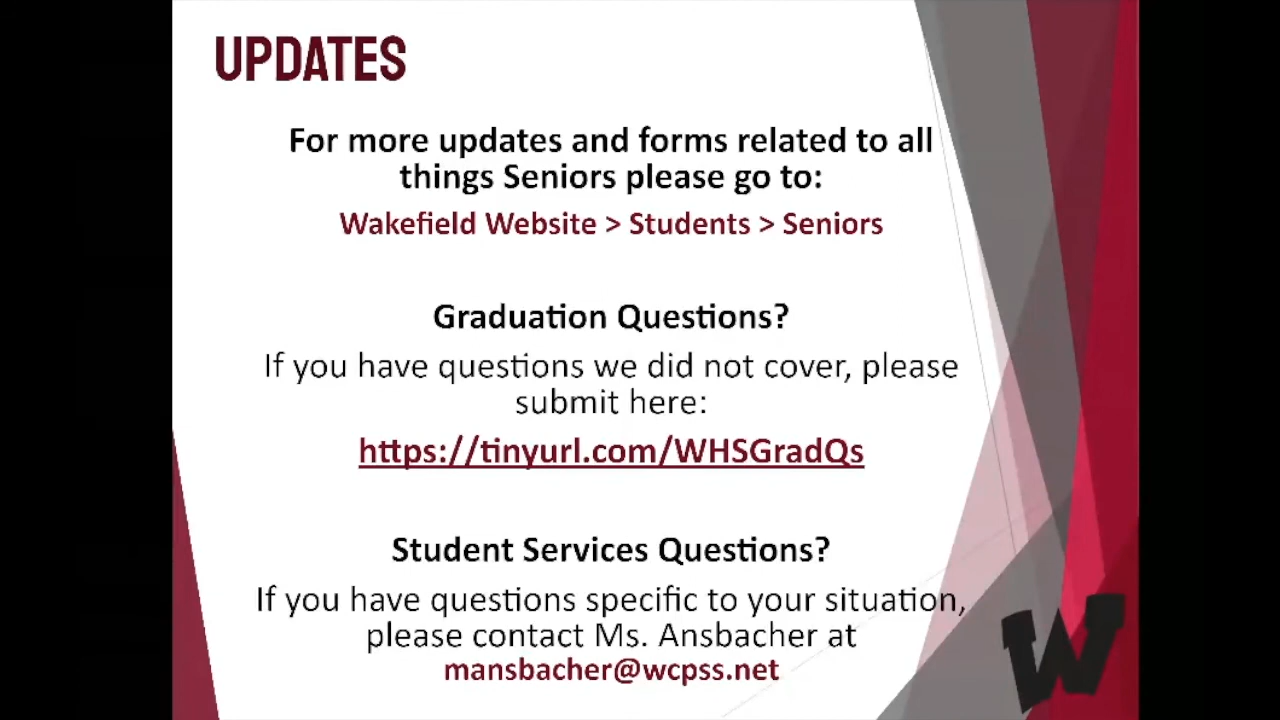 UPDATES
For more updates and forms related to all
things Seniors please go to:
Wakefield Website > Students > Seniors
Graduation Questions?
If you have questions we did not cover, please
submit here:
https://tinyurl.com/WHSGradQs
Student Services Questions?
If you have questions specific to your situation,
please contact Ms. Ansbacher at
mansbacher@wcpss.net
W